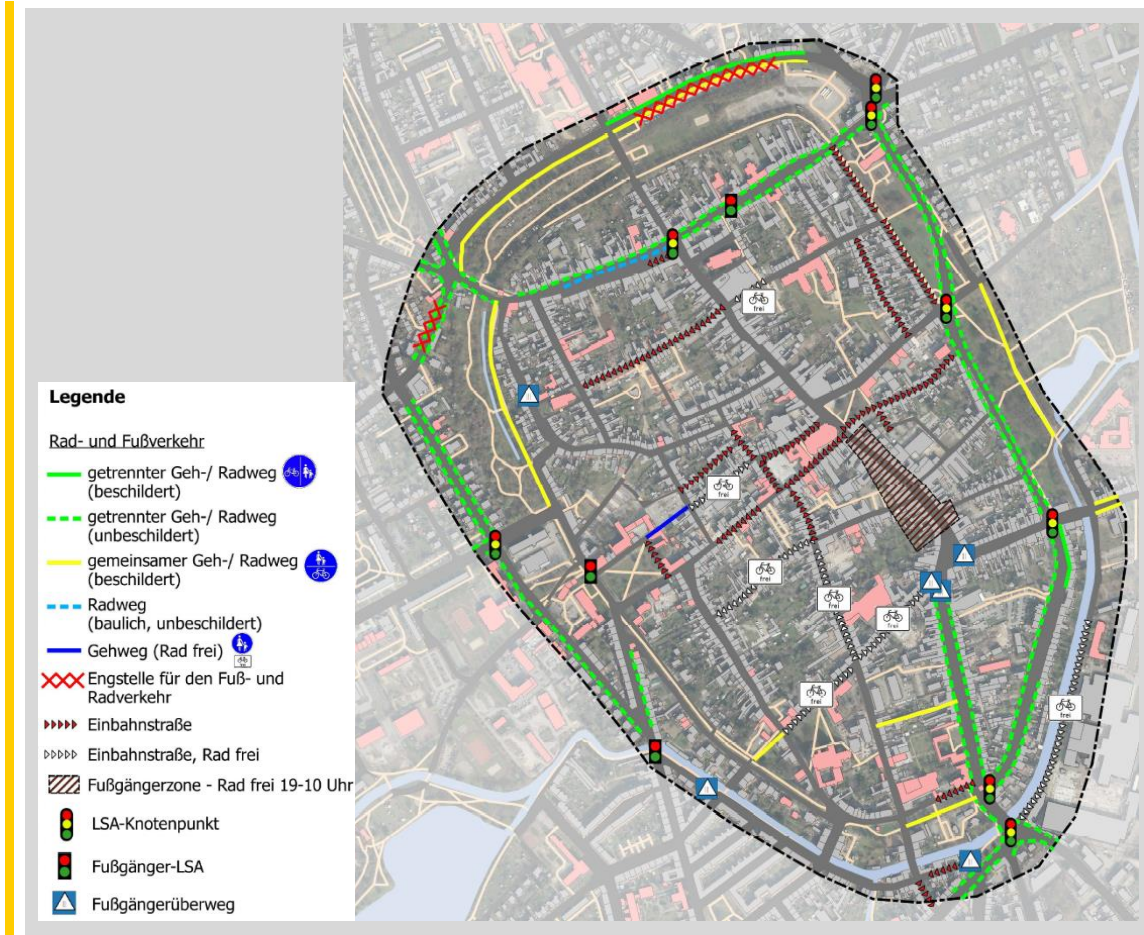 Legende
Rad- und Fußverkehr
getrennter Geh-/ Radweg
(beschildert)
getrennter Geh-/ Radweg
(unbeschildert)
gemeinsamer Geh-/ Radweg
(beschildert)
Radweg
(baulich, unbeschildert)
Gehweg (Rad frei)
Engstelle für den Fuß- und
Radverkehr
Einbahnstraße
Einbahnstraße, Rad frei
Fußgängerzone - Rad frei 19-10 Uhr
LSA-Knotenpunkt
Fußgänger-LSA
Fußgängerüberweg
frei
frei
frei
frei
frei
frei
frei